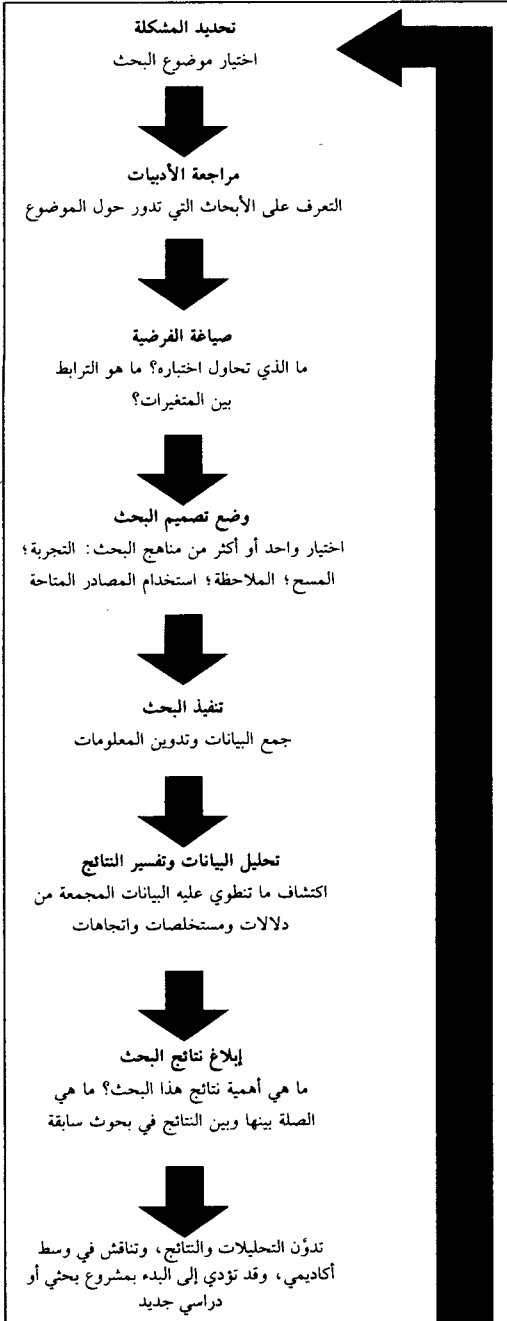 تحديد المشكلة
اختيار موضوع البحث
مراجعة الأدبيات
التعرف على الأبحاث التي تدور حول الموضوع
صياغة الفرضية
ما الذي تحاول اختباره؟ ما هو الترابط
بين المتغيرات؟
وضع تصميم البحث
اختيار واحد أو أكثر من مناهج البحث: التجربة؛
المسح؛ الملاحظة؛ استخدام المصادر المتاحة
تنفيذ البحث
جمع البيانات وتدوين المعلومات
تحليل البيانات وتفسير النتائج
اكتشاف ما تنطوي عليه البيانات المجمعة من
دلالات ومستخلصات واتجاهات
إبلاغ نتائج البحث
ما هي أهمية نتائج هذا البحث؟ ما هي
الصلة بينها وبين النتائج في بحوث سابقة
تدوَّن التحليلات والنتائج، وتناقش في وسط
أكاديمي، وقد تؤدي إلى البدء بمشروع بحثي أو
دراسي جديد